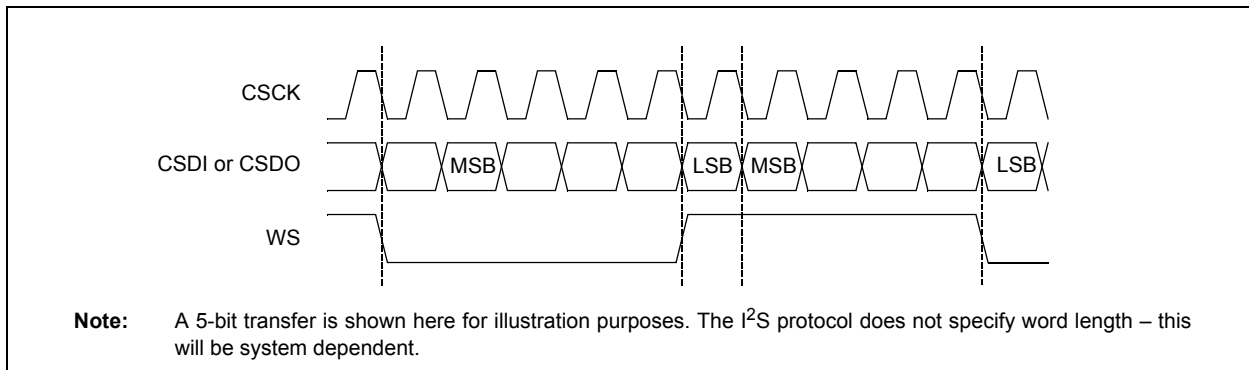 CSCK
CSDI or CSDO MSB LSB MSB LSB
WS
Note: A 5-bit transfer is shown here for illustration purposes. The I²S protocol does not specify word length – this
will be system dependent.